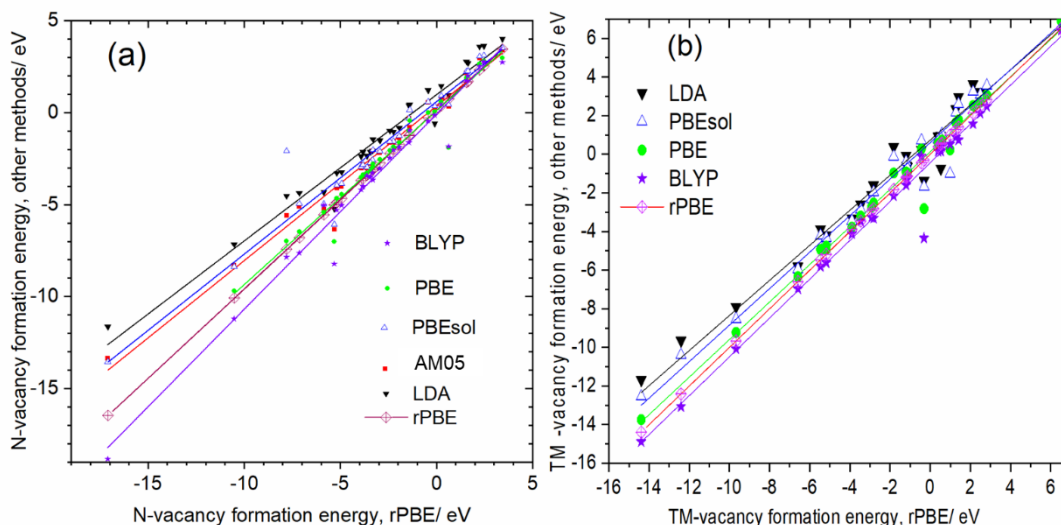 (a)
N-vacancy formation energy, other methods/ eV
5
0
-5
-10
-15
BLYP
PBE
PBEsol
AM05
LDA
rPBE
-15
-10
-5
0
5
N-vacancy formation energy, rPBE/ eV
(b)
TM -vacancy formation energy, other methods/ eV
6
4
2
0
-2
-4
-6
-8
-10
-12
-14
-16
LDA
PBEsol
PBE
BLYP
rPBE
-16
-14
-12
-10
-8
-6
-4
-2
0
2
4
6
TM-vacancy formation energy, rPBE/ eV